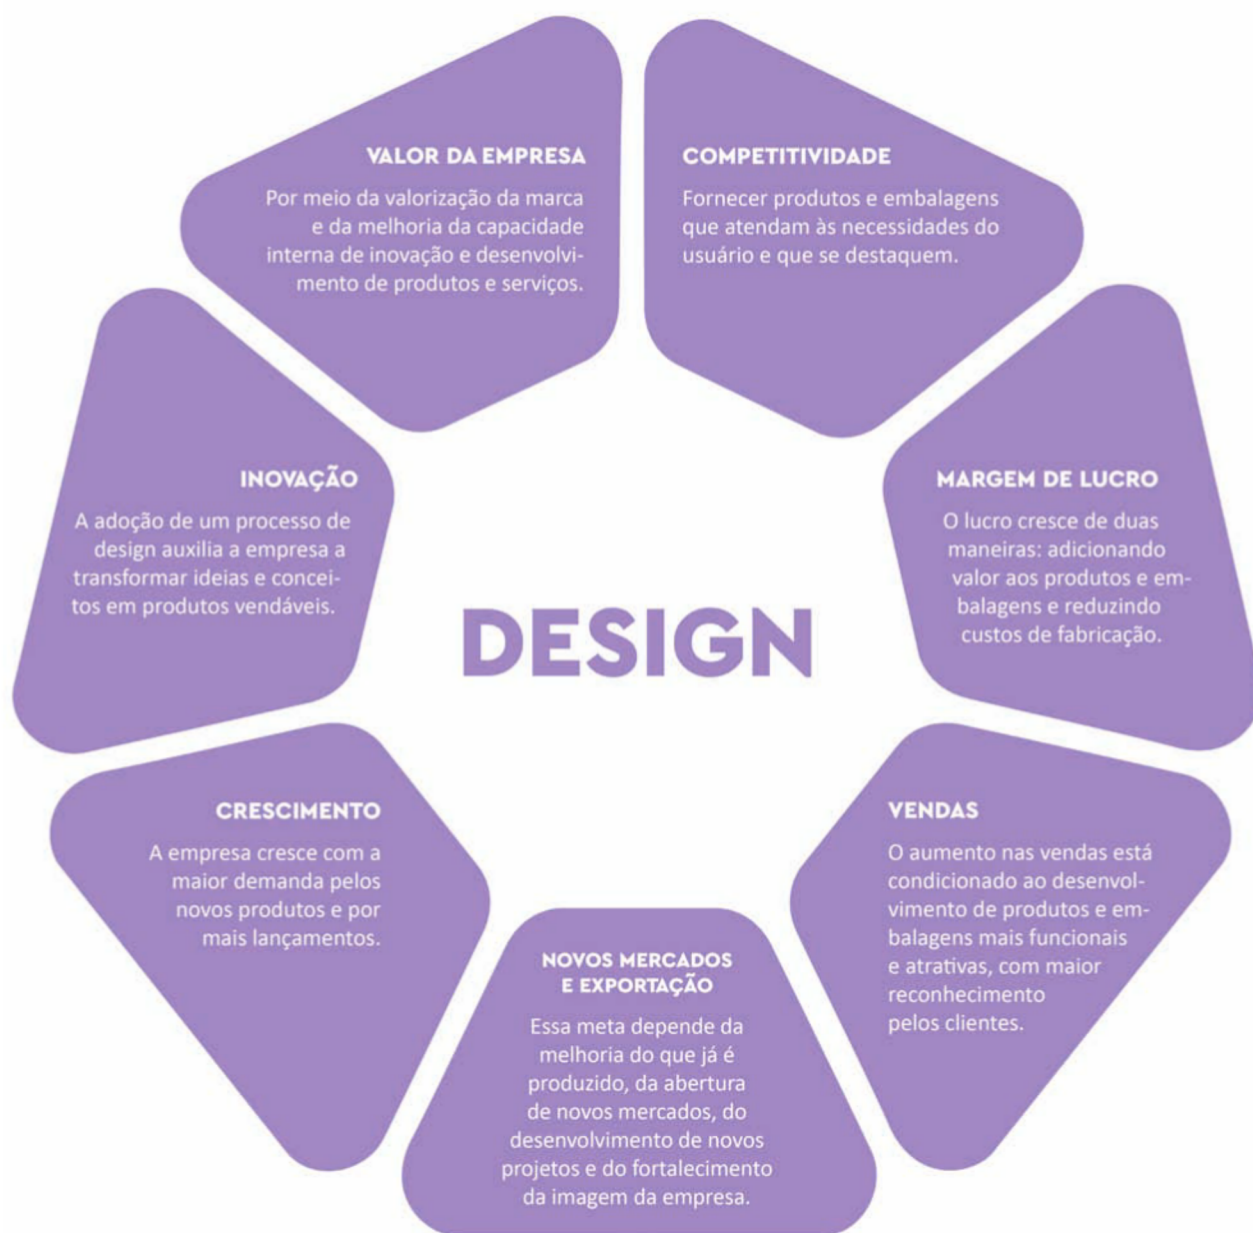 VALOR DA EMPRESA
Por meio da valorização da marca
e da melhoria da capacidade
interna de inovação e desenvolvi-
mento de produtos e serviços.
COMPETITIVIDADE
Fornecer produtos e embalagens
que atendam às necessidades do
usuário e que se destaquem.
INOVAÇÃO
A adoção de um processo de
design auxilia a empresa a
transformar ideias e concei-
tos em produtos vendáveis.
MARGEM DE LUCRO
O lucro cresce de duas
maneiras: adicionando
valor aos produtos e em-
balagens e reduzindo
custos de fabricação.
DESIGN
CRESCIMENTO
A empresa cresce com a
maior demanda pelos
novos produtos e por
mais lançamentos.
VENDAS
O aumento nas vendas está
condicionado ao desenvol-
vimento de produtos e em-
balagens mais funcionais
e atrativas, com maior
reconhecimento
pelos clientes.
NOVOS MERCADOS
E EXPORTAÇÃO
Essa meta depende da
melhoria do que já é
produzido, da abertura
de novos mercados, do
desenvolvimento de novos
projetos e do fortalecimento
da imagem da empresa.